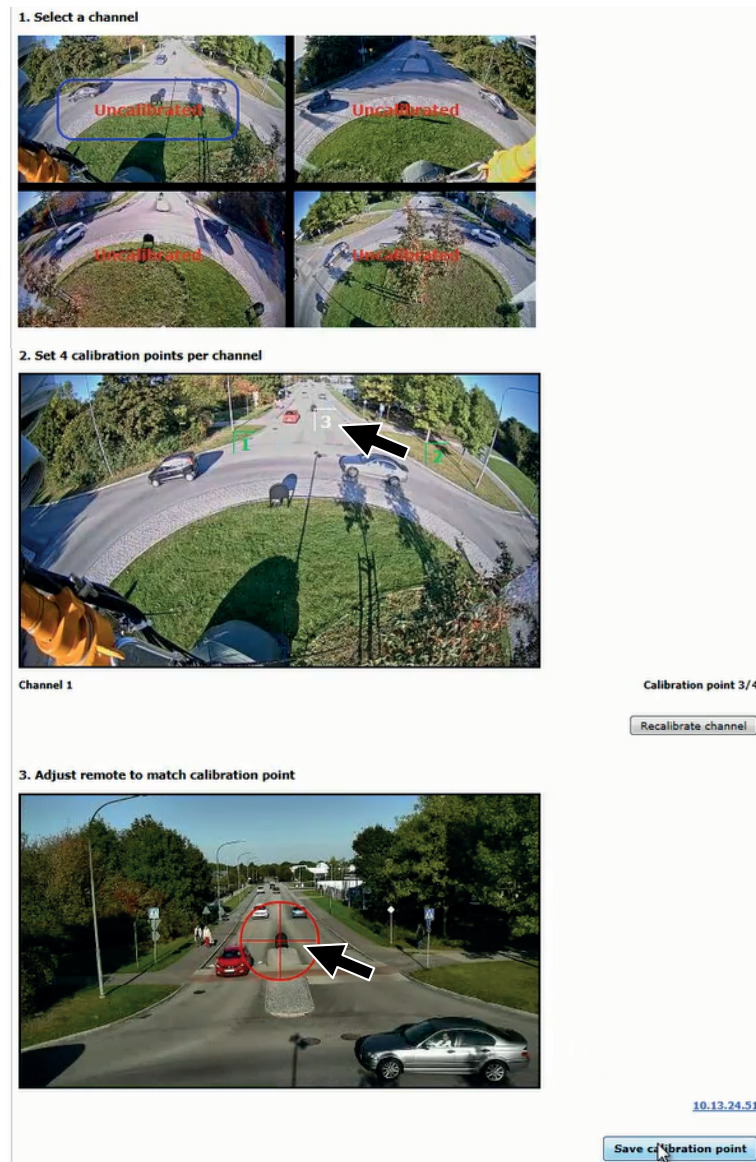 1. Select a channel
Uncalibrated
Uncalibrated
Uncalibrated
Uncalibrated
2. Set 4 calibration points per channel
3
1
2
Channel 1
Calibration point 3/4
Recalibrate channel
3. Adjust remote to match calibration point
10.13.24.51
Save calibration point